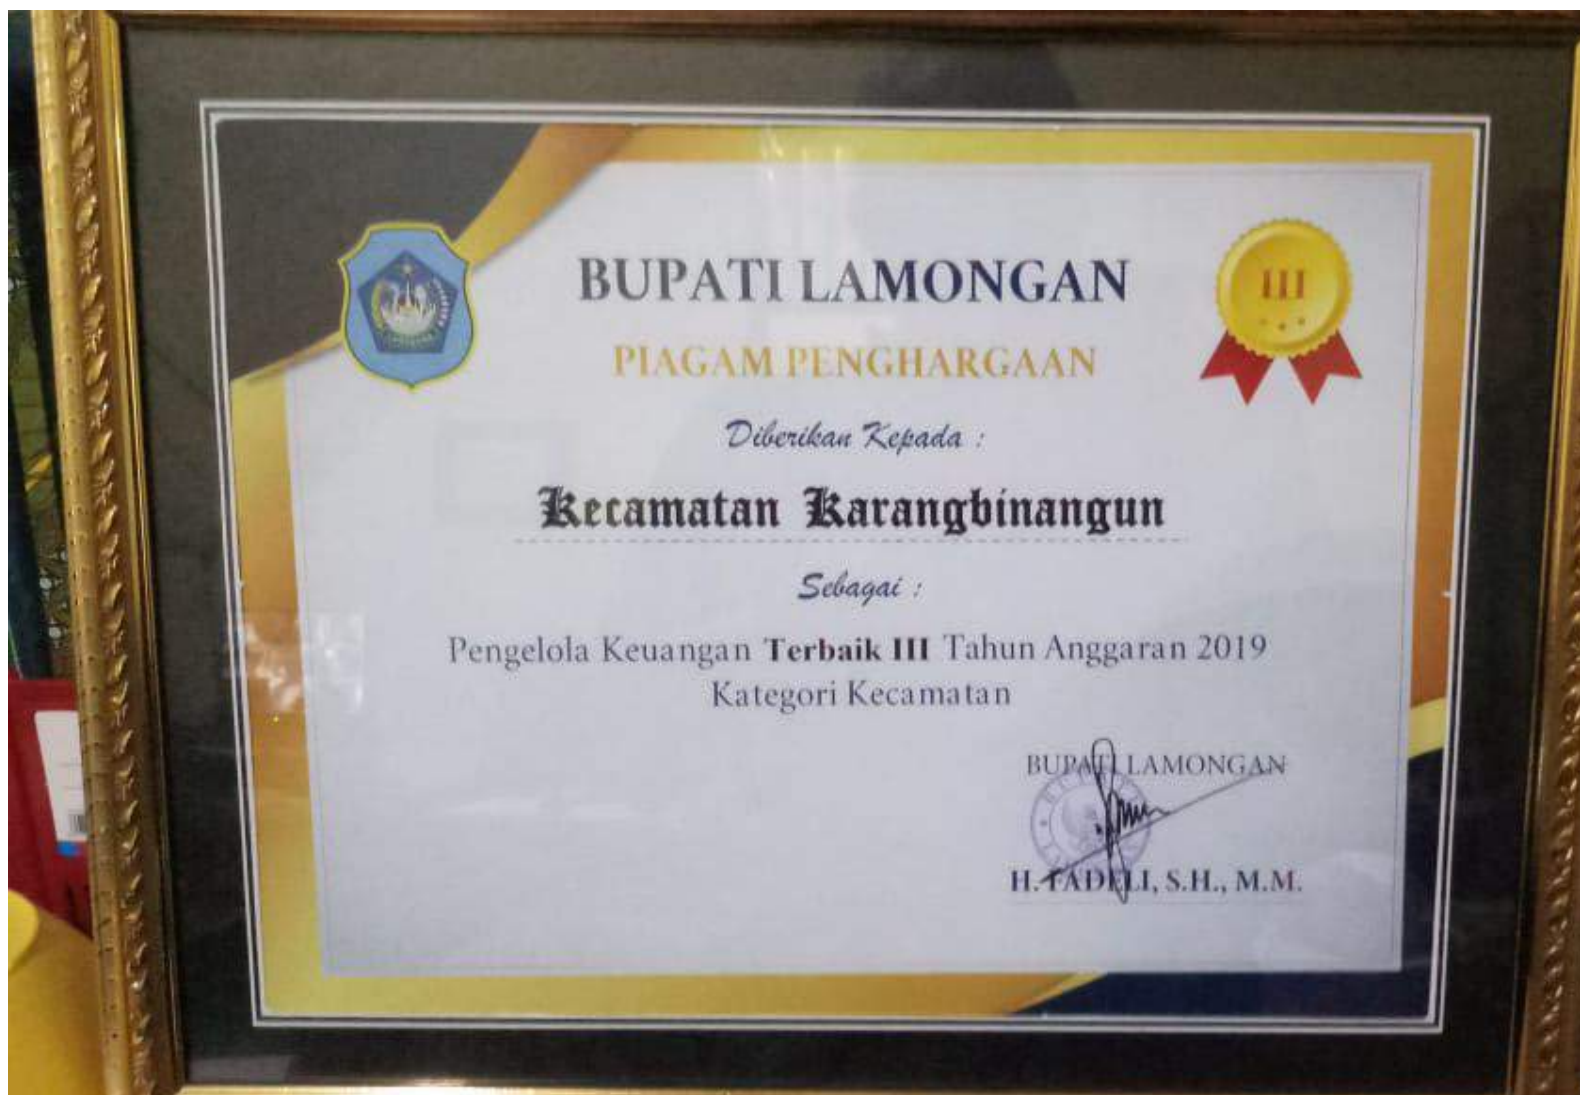 BUPATI LAMONGAN
III
PIAGAM PENGHARGAAN
Diberikan Kepada :
Kecamatan Karangbinangun
Sebagai :
Pengelola Keuangan Terbaik III Tahun Anggaran 2019
Kategori Kecamatan
BUPATI LAMONGAN
H. FADELI, S.H., M.M.